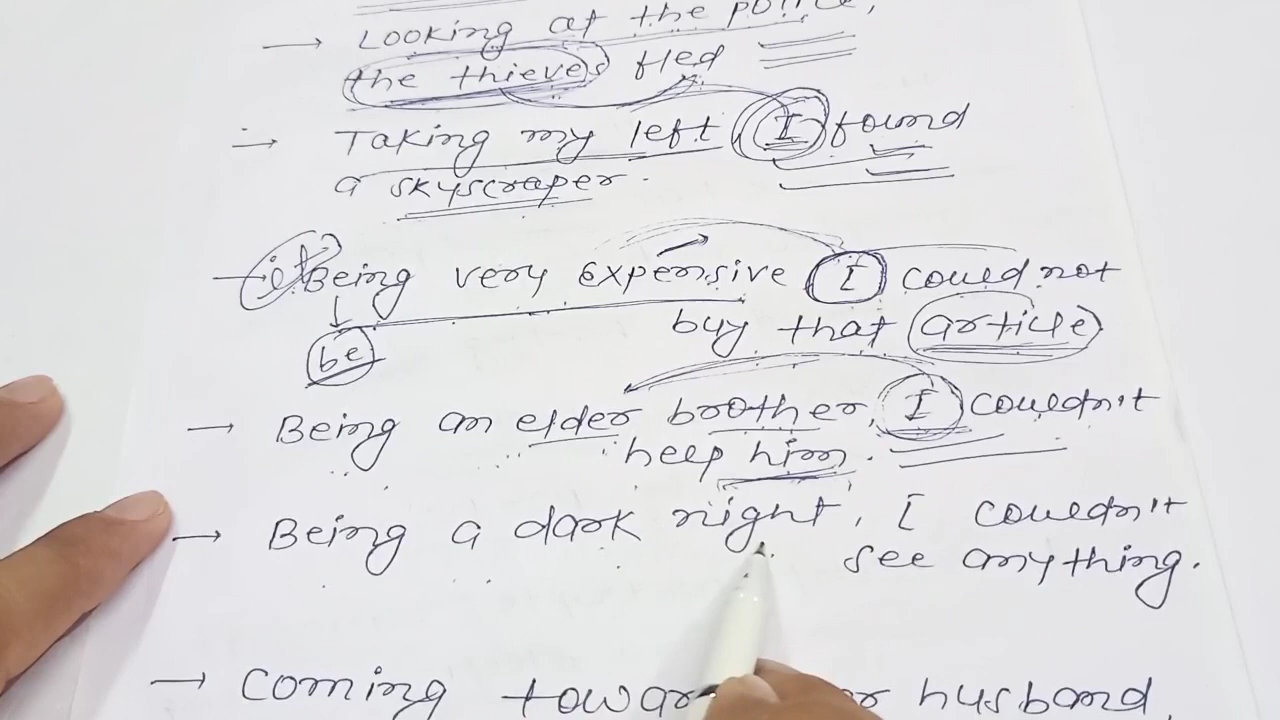 → Looking at the police,
the thieves fled
→ Taking my left I found
a skyscraper.
Being very expensive I could not
be
buy that article
→ Being an elder brother, I couldn't
help him.
→ Being a dark night, I couldn't
see anything.
→ Coming husband,